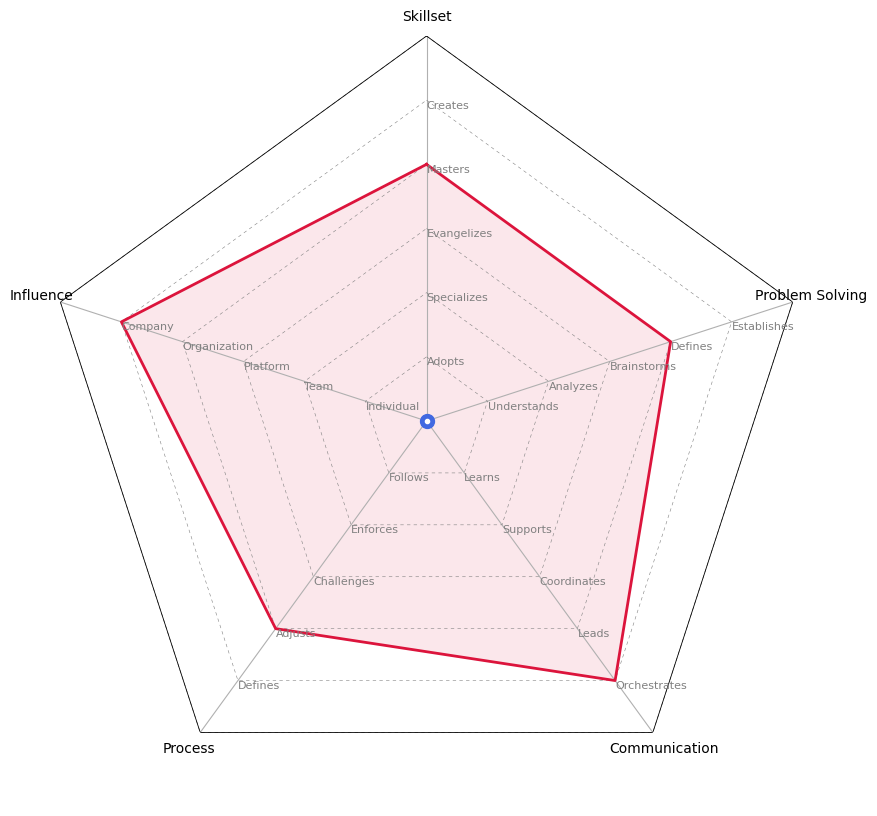 Skillset
Creates
Masters
Evangelizes
Influence
Problem Solving
Specializes
Company
Establishes
Organization
Defines
Adopts
Platform
Brainstorms
Team
Analyzes
Individual
Understands
Follows
Learns
Enforces
Supports
Challenges
Coordinates
Adjusts
Leads
Defines
Orchestrates
Process
Communication